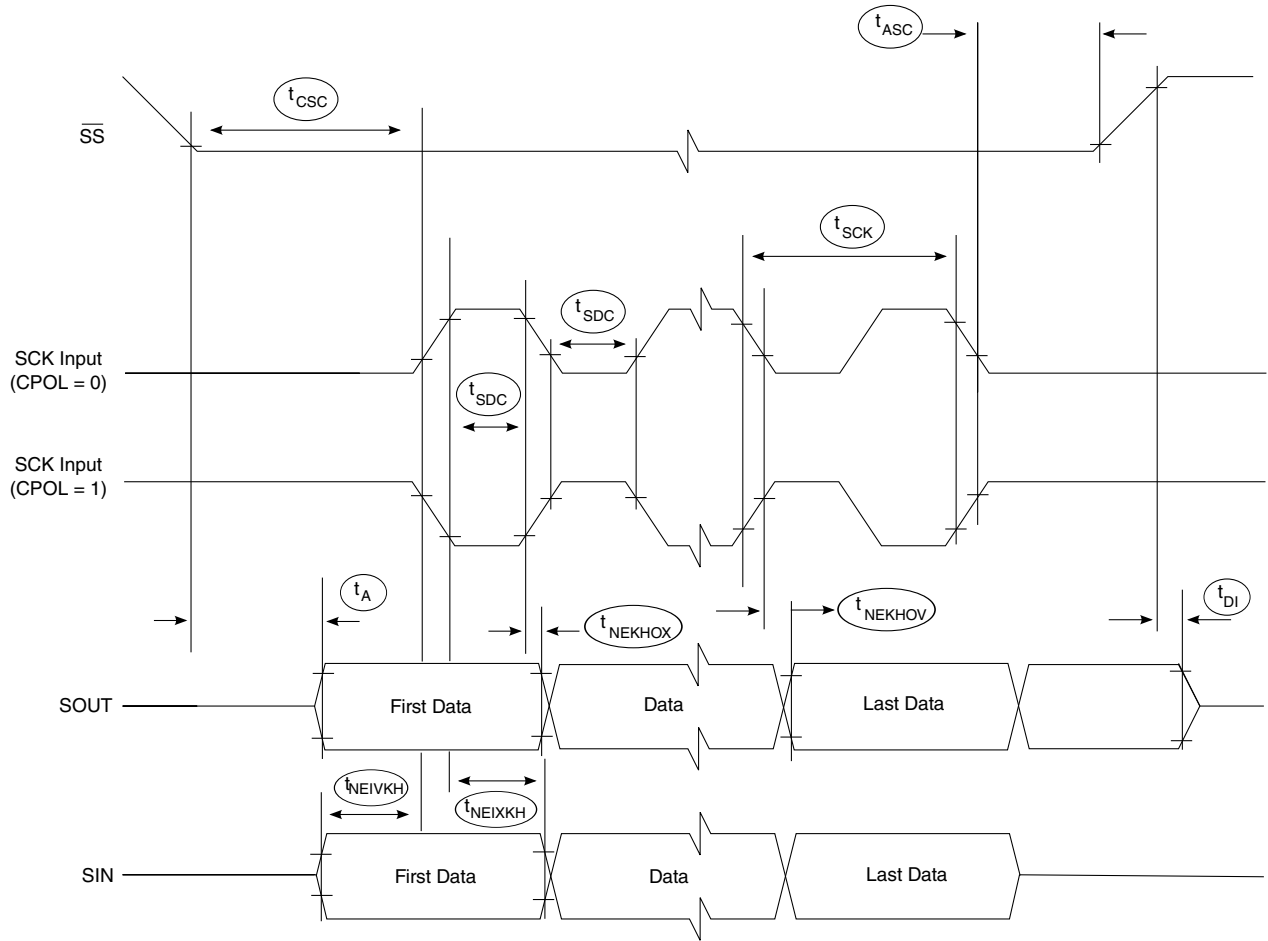 tASC
tCSC
SS
tSCK
tSDC
SCK Input
(CPOL = 0)
tSDC
SCK Input
(CPOL = 1)
tA
tNEKHOX
tNEKHOV
tDI
SOUT
First Data
Data
Last Data
tNEIVKH
tNEIXKH
SIN
First Data
Data
Last Data